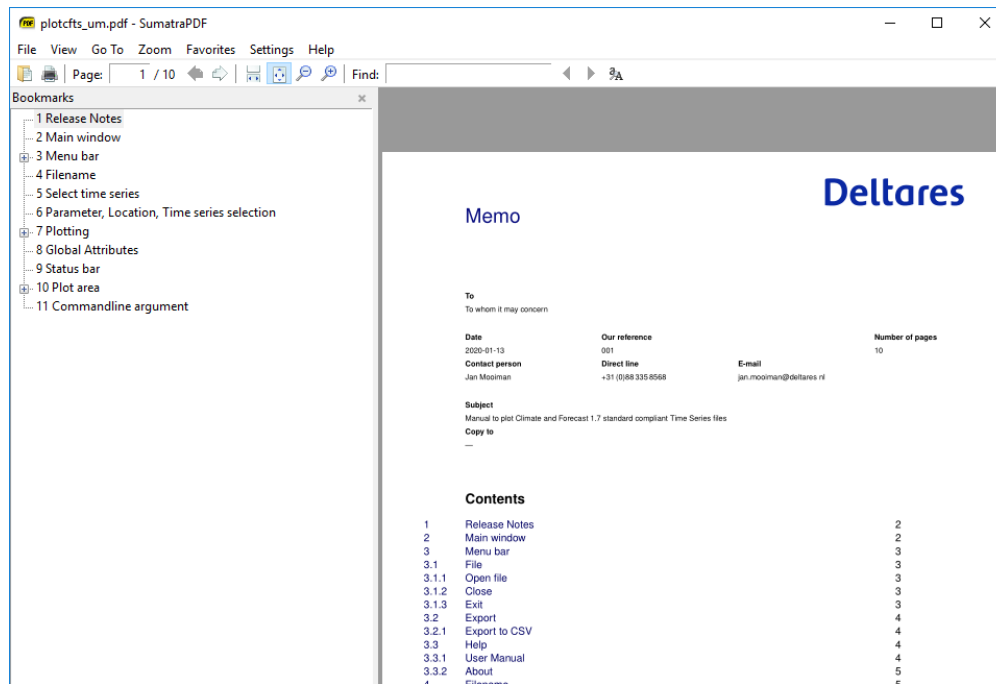 plotcfts_um.pdf - SumatraPDF
File View Go To Zoom Favorites Settings Help
Page: 1 / 10 Find:
Bookmarks
1 Release Notes
2 Main window
3 Menu bar
4 Filename
5 Select time series
6 Parameter, Location, Time series selection
7 Plotting
8 Global Attributes
9 Status bar
10 Plot area
11 Commandline argument
Deltares
Memo
To
To whom it may concern
Date Our reference Number of pages
2020-01-13 001 10
Contact person Direct line E-mail
Jan Mooiman +31 (0)88 335 8568 jan.mooiman@deltares nl
Subject
Manual to plot Climate and Forecast 1.7 standard compliant Time Series files
Copy to
—
Contents
1 Release Notes 2
2 Main window 2
3 Menu bar 3
3.1 File 3
3.1.1 Open file 3
3.1.2 Close 3
3.1.3 Exit 3
3.2 Export 4
3.2.1 Export to CSV 4
3.3 Help 4
3.3.1 User Manual 4
3.3.2 About 5
4 Filename 5